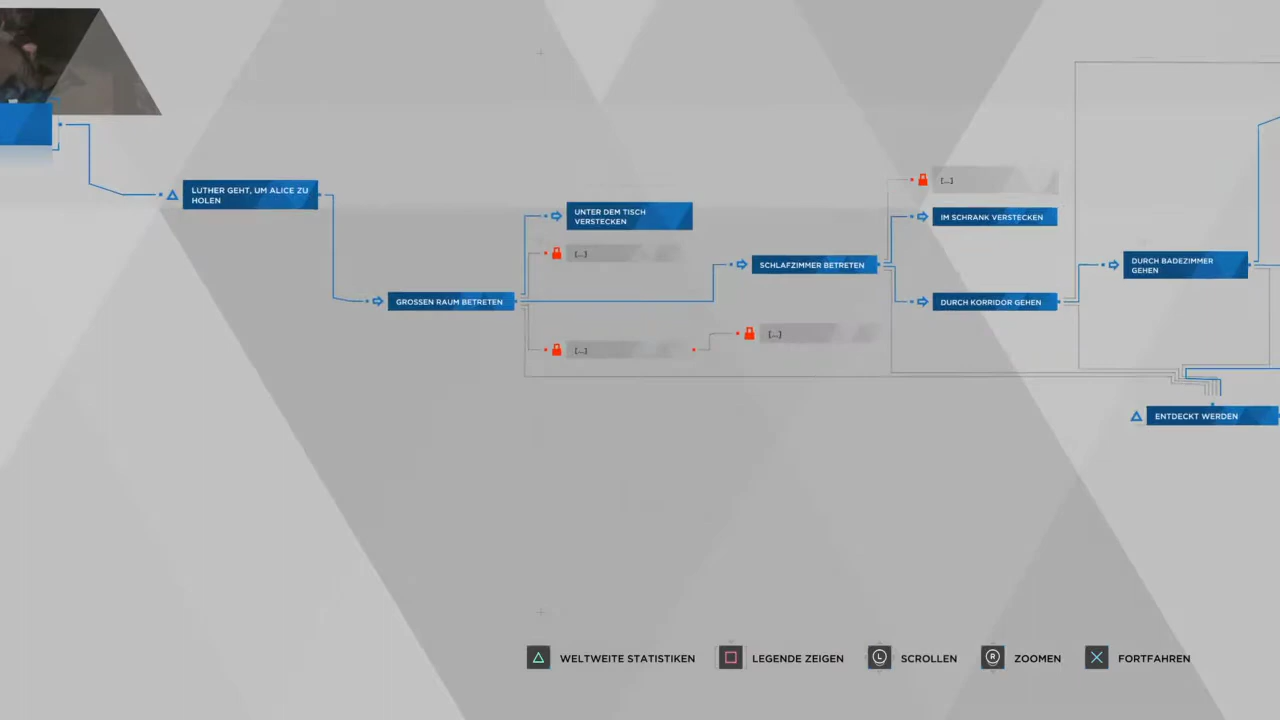 LUTHER GEHT, UM ALICE ZU
HOLEN
GROSSEN RAUM BETRETEN
UNTER DEM TISCH
VERSTECKEN
[...]
[...]
[...]
SCHLAFZIMMER BETRETEN
[...]
IM SCHRANK VERSTECKEN
DURCH KORRIDOR GEHEN
DURCH BADEZIMMER
GEHEN
ENTDECKT WERDEN
WELTWEITE STATISTIKEN
LEGENDE ZEIGEN
L
SCROLLEN
R
ZOOMEN
FORTFAHREN